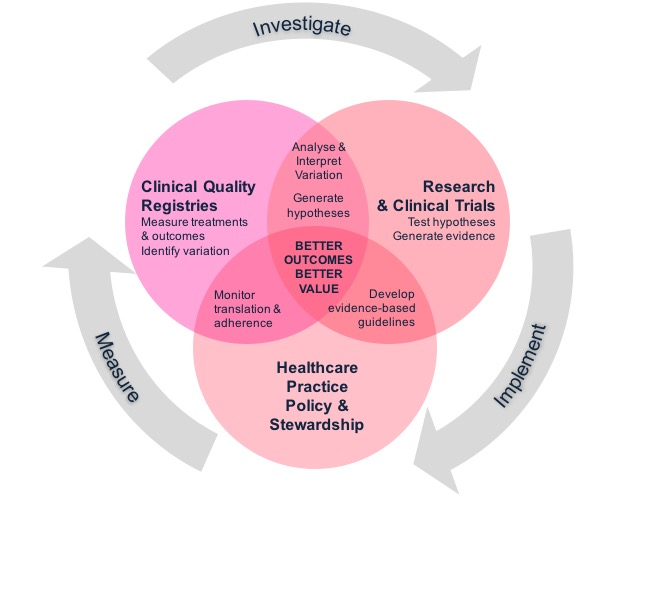 Investigate
Analyse &
Interpret
Variation
Generate
hypotheses
Clinical Quality
Registries
Measure treatments
& outcomes
Identify variation
Research
& Clinical Trials
Test hypotheses
Generate evidence
BETTER
OUTCOMES
BETTER
VALUE
Monitor
translation &
adherence
Develop
evidence-based
guidelines
Healthcare
Practice
Policy &
Stewardship
Measure
Implement